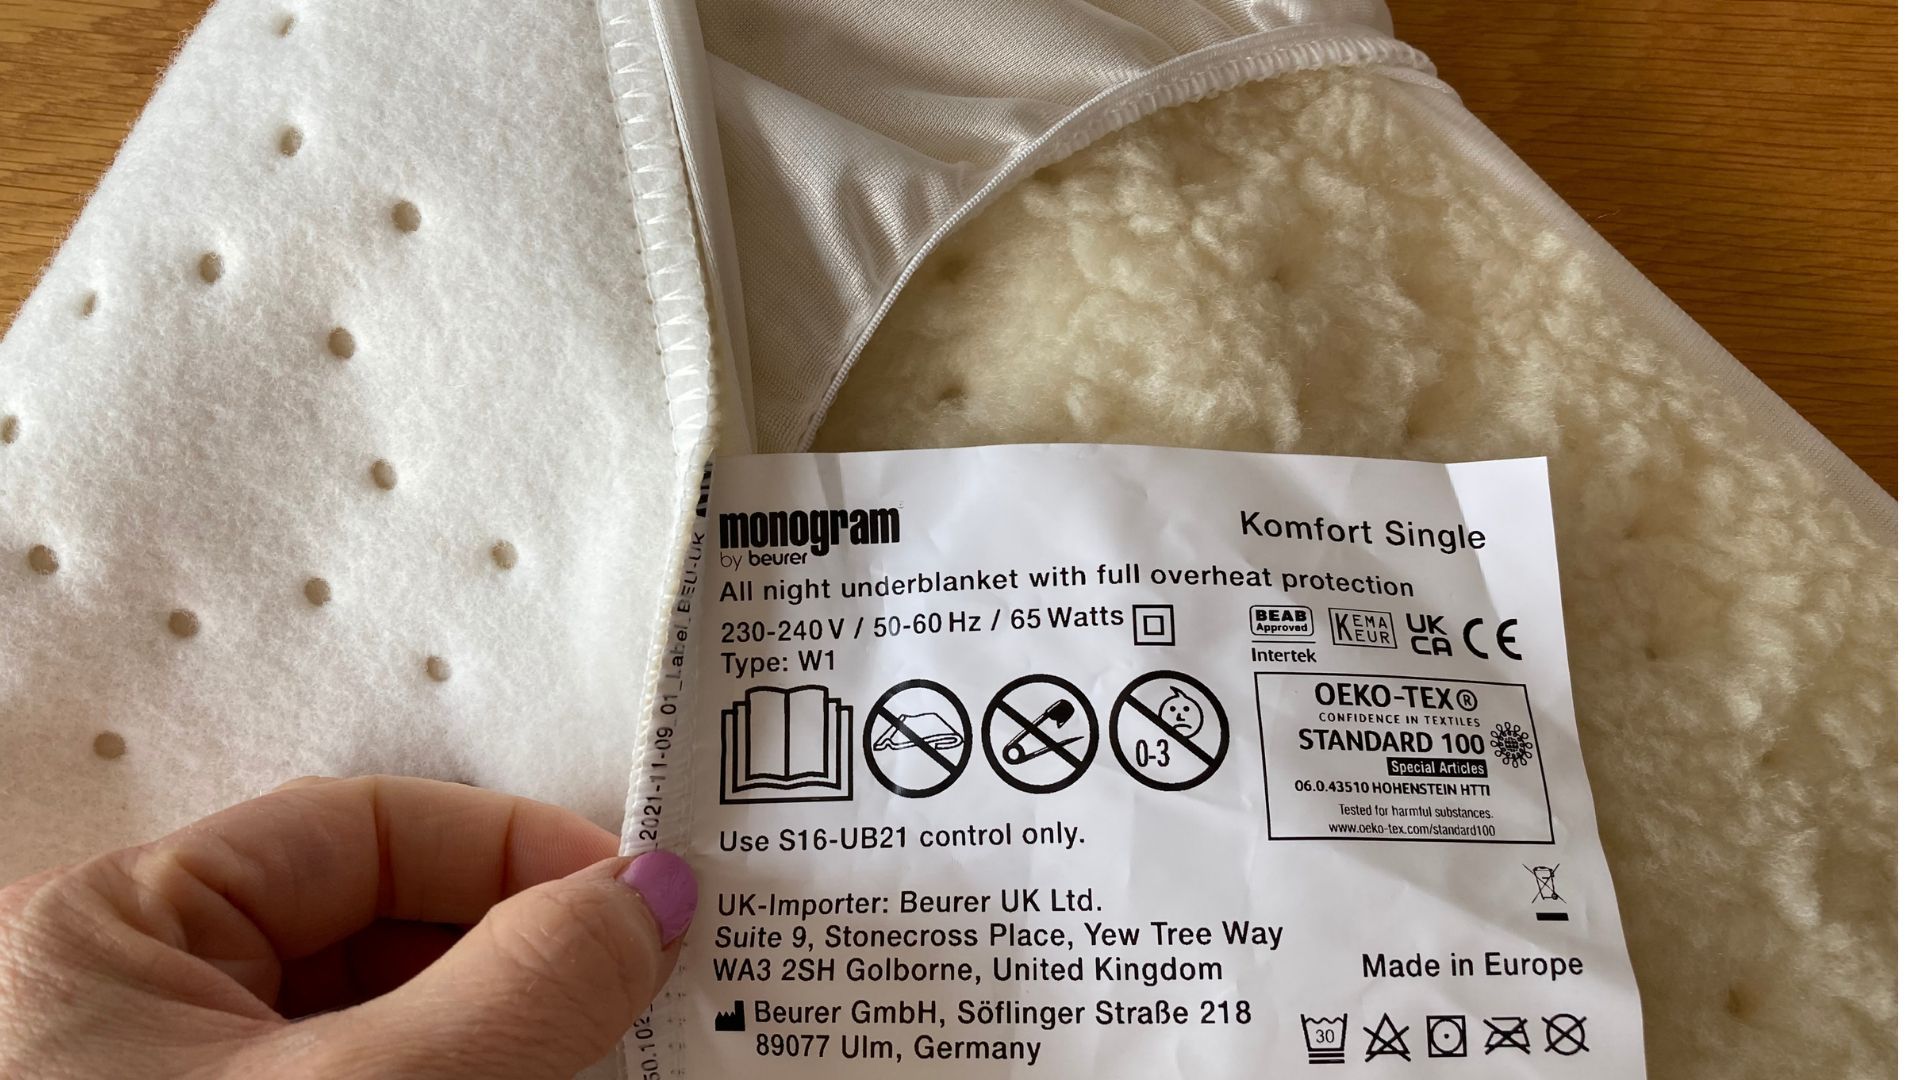 monogram
by beurer
Komfort Single
All night underblanket with full overheat protection
230-240 V / 50-60 Hz / 65 Watts
Type: W1
BEAB
Approved
Intertek
KEMA
KEUR
UK
CA
CE
0-3
OEKO-TEX®
CONFIDENCE IN TEXTILES
STANDARD 100
Special Articles
06.0.43510 HOHENSTEIN HTTI
Tested for harmful substances.
www.oeko-tex.com/standard100
Use S16-UB21 control only.
UK-Importer: Beurer UK Ltd.
Suite 9, Stonecross Place, Yew Tree Way
WA3 2SH Golborne, United Kingdom
Made in Europe
Beurer GmbH, Söflinger Straße 218
89077 Ulm, Germany
30
2021-11-09_01_Label_BEU-UK